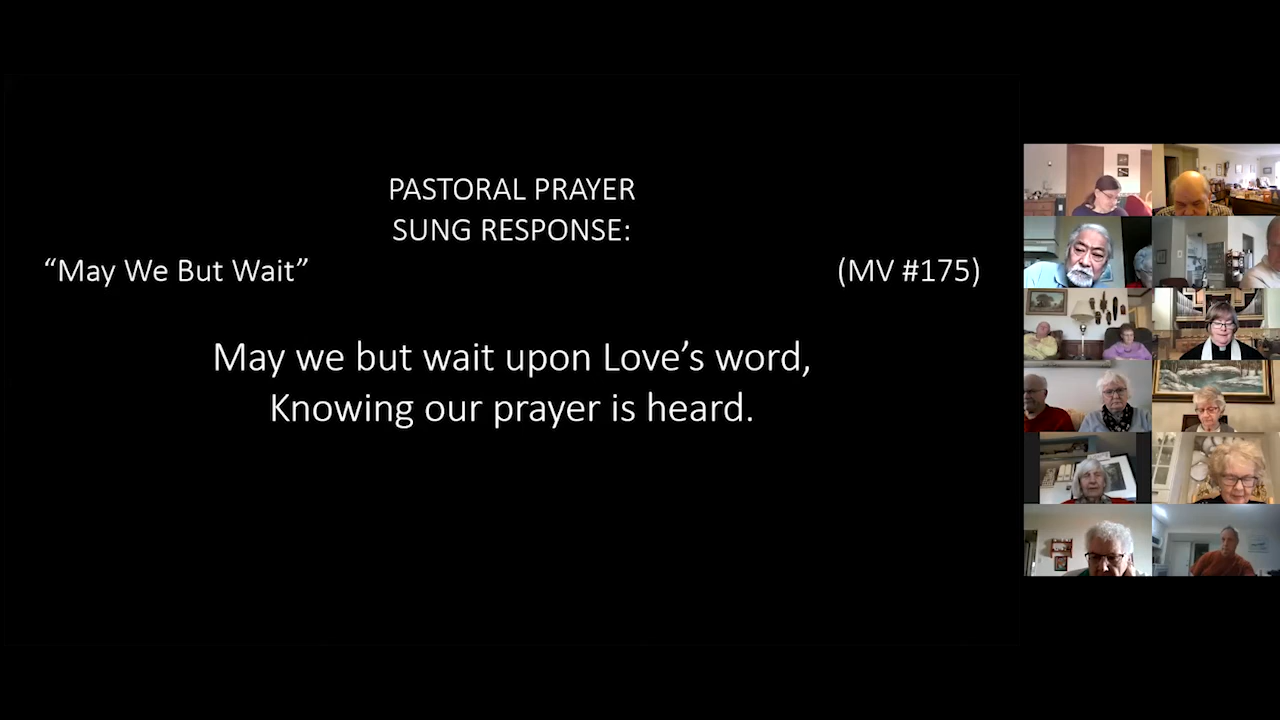 PASTORAL PRAYER
SUNG RESPONSE:
“May We But Wait” (MV #175)
May we but wait upon Love’s word,
Knowing our prayer is heard.